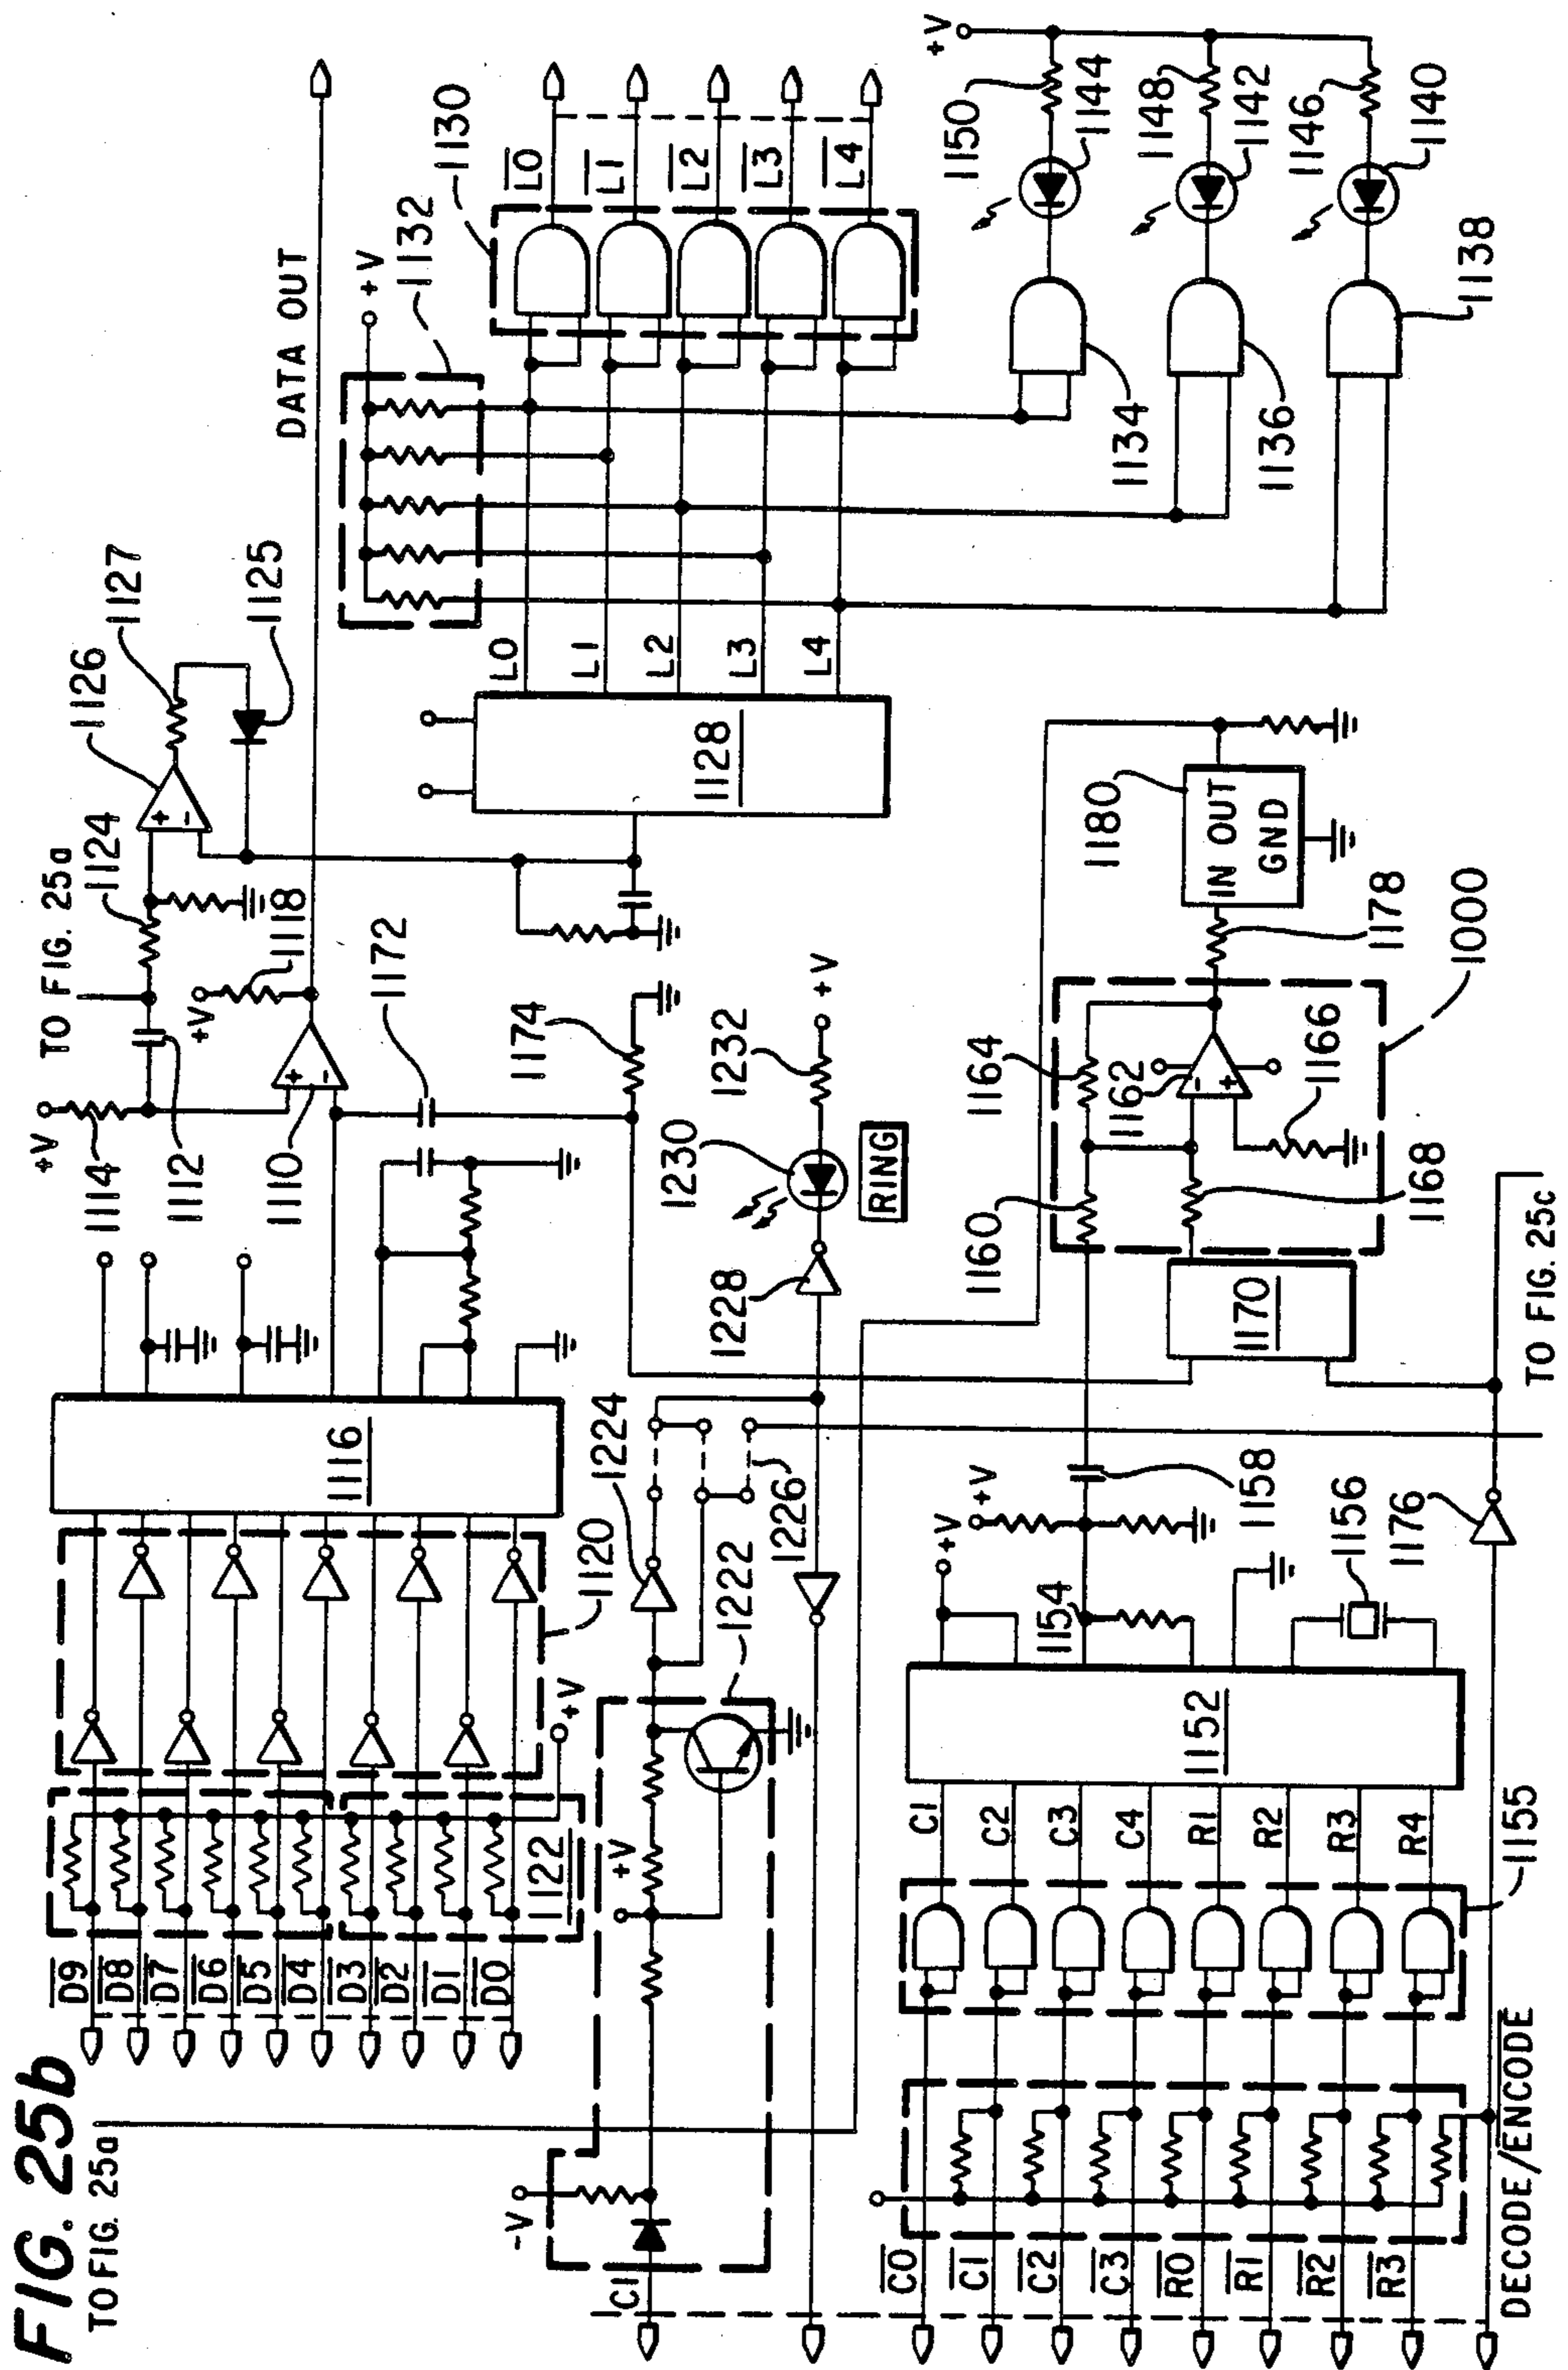 FIG. 25b
TO FIG. 25a
D9
D8
D7
D6
D5
D4
D3
D2
D1
D0
1122
+V
1120
1116
+V
1114
1112
1110
TO FIG. 25a
1124
+V
1118
1126
1127
1125
DATA OUT
+V
1132
1130
1172
1174
1128
L0
L1
L2
L3
L4
L0
L1
L2
L3
L4
+V
1150
1144
1148
1142
1146
1140
1134
1136
1138
-V
C1
+V
1222
1224
1226
1228
1230
RING
1232
+V
C0
C1
C2
C3
R0
R1
R2
R3
DECODE/ENCODE
C1
C2
C3
C4
R1
R2
R3
R4
1155
1152
+V
1154
+V
1158
1156
1176
1160
1164
1162
-
+
1166
1168
1170
1000
1178
1180
IN OUT
GND
TO FIG. 25c